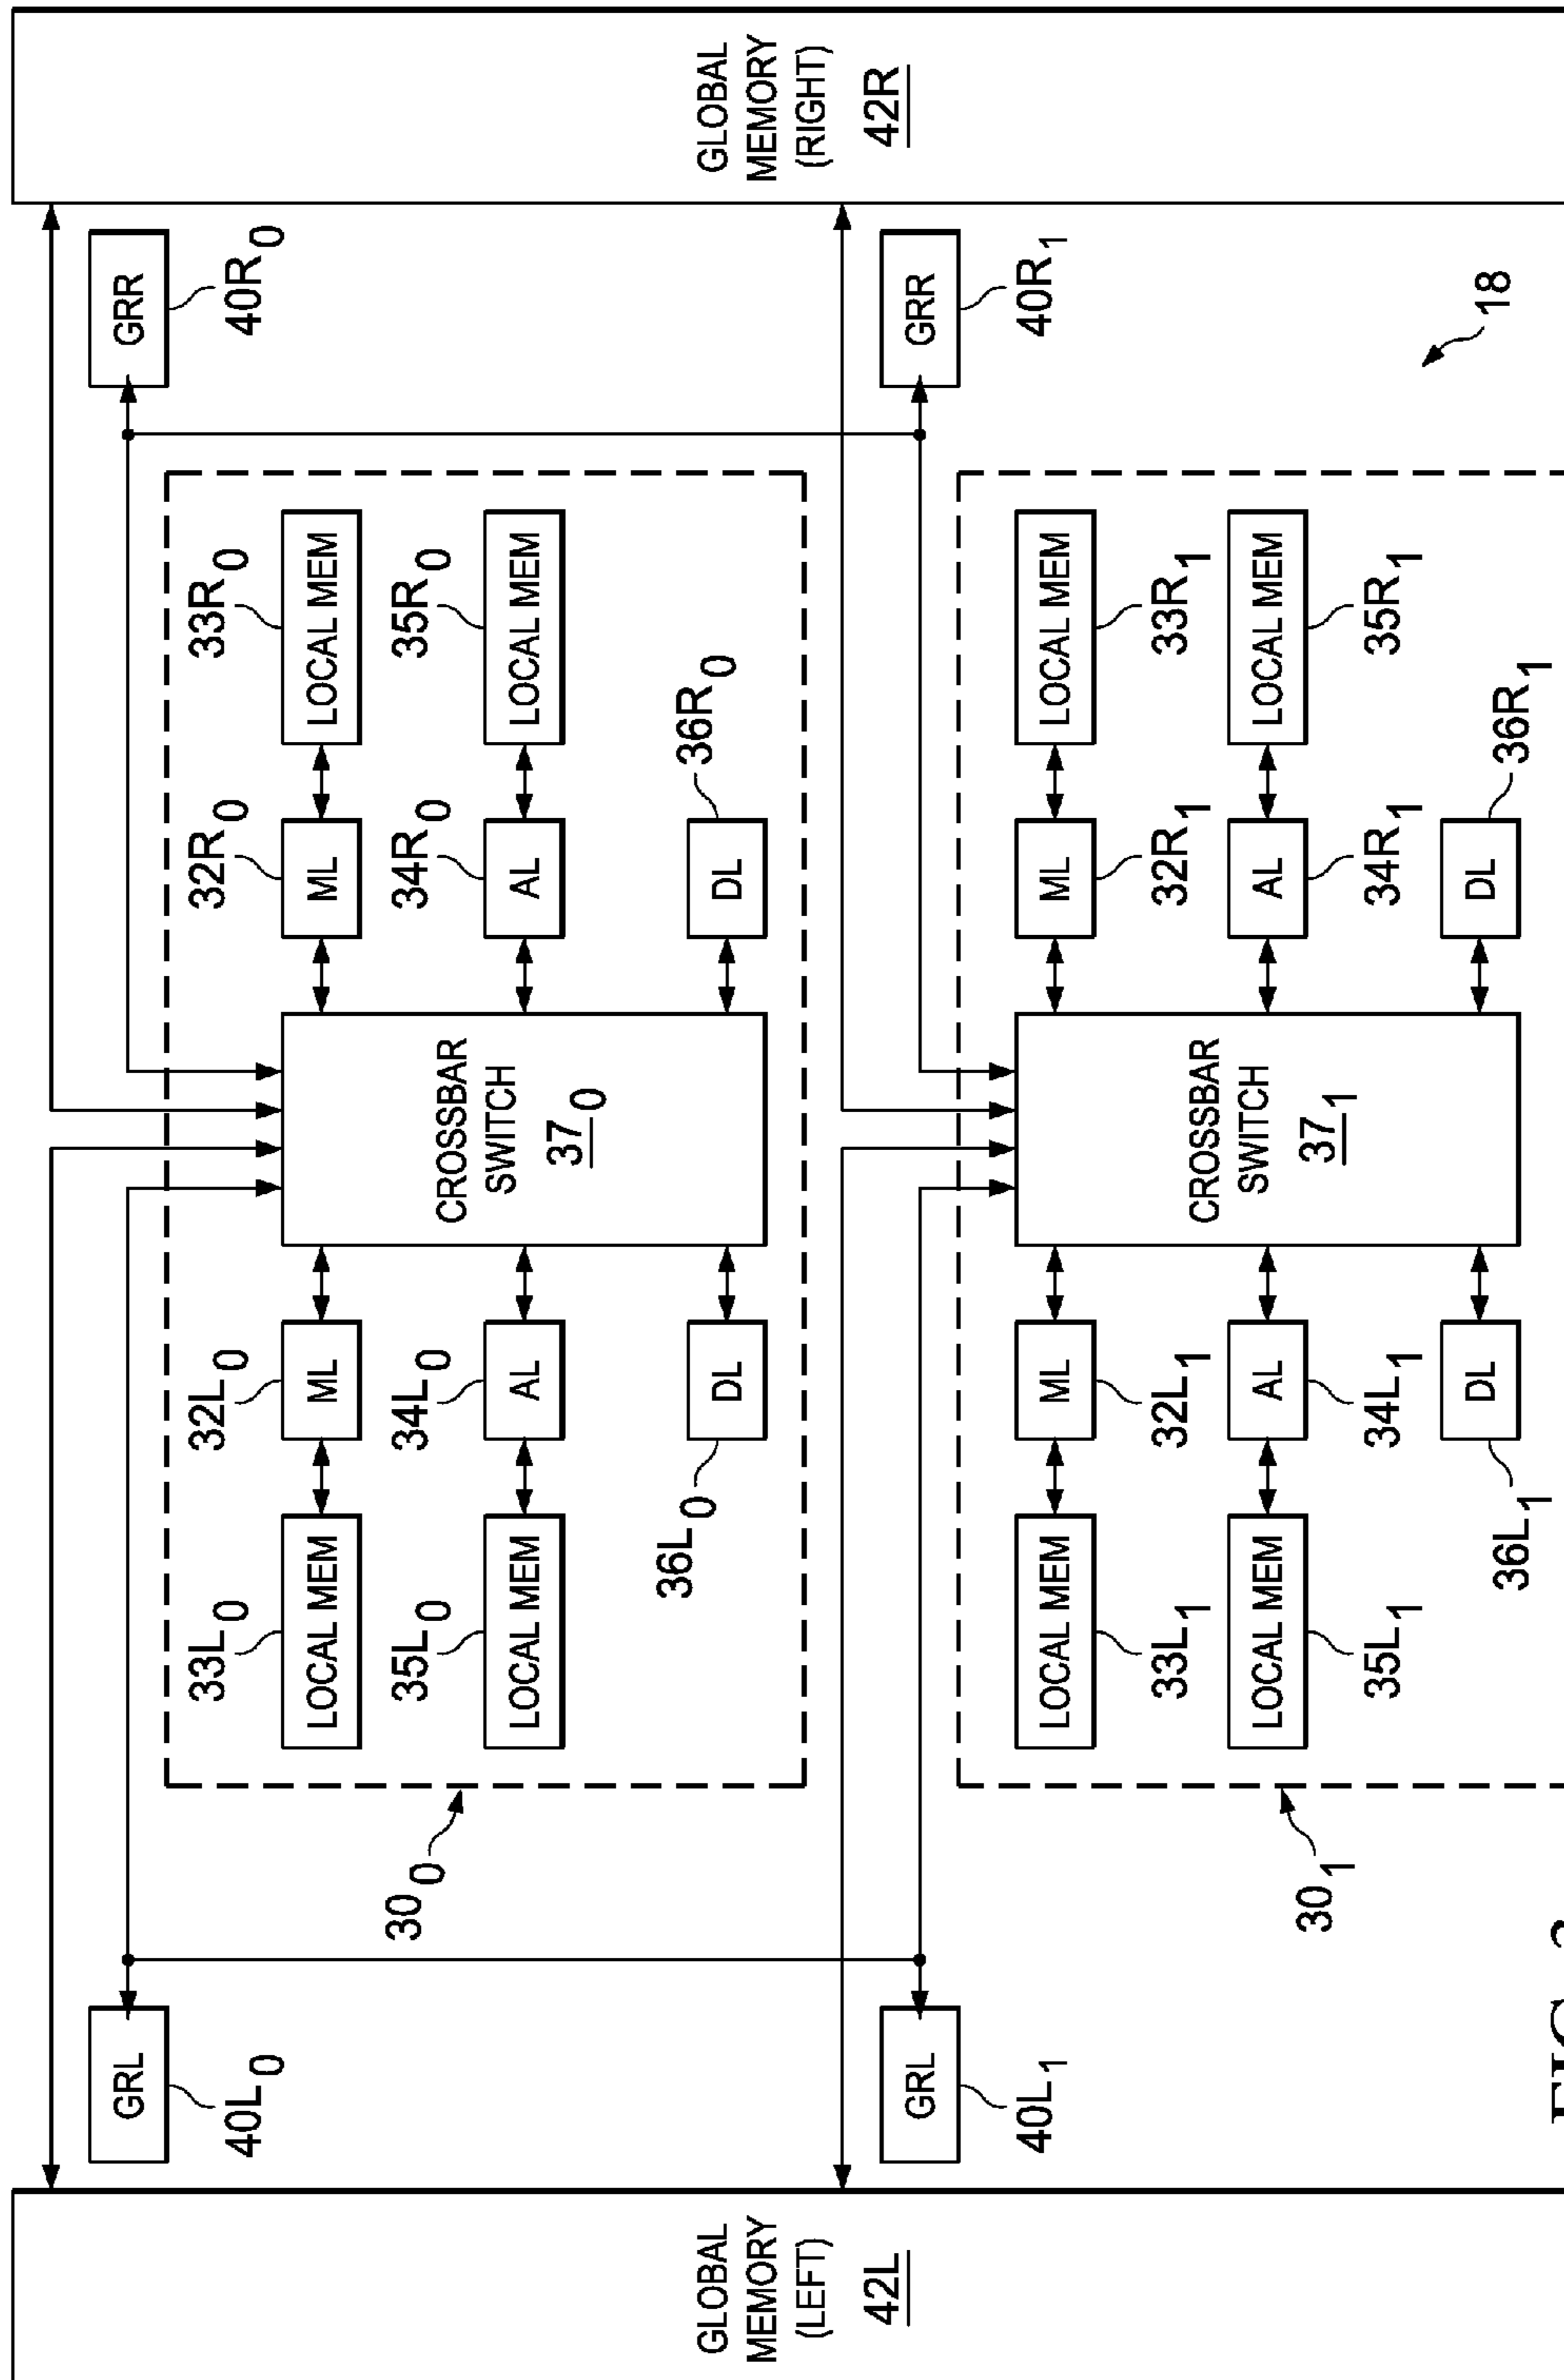 GLOBAL
MEMORY
(LEFT)
42L
GLOBAL
MEMORY
(RIGHT)
42R
GRL
40L0
GRR
40R0
33L0
32L0
32R0
33R0
LOCAL MEM
ML
ML
LOCAL MEM
35L0
34L0
34R0
35R0
LOCAL MEM
AL
AL
LOCAL MEM
CROSSBAR
SWITCH
370
300
36L0
DL
DL
36R0
GRL
40L1
GRR
40R1
LOCAL MEM
ML
ML
LOCAL MEM
33L1
32L1
32R1
33R1
LOCAL MEM
AL
AL
LOCAL MEM
35L1
34L1
34R1
35R1
CROSSBAR
SWITCH
371
301
DL
DL
36L1
36R1
18
FIG.